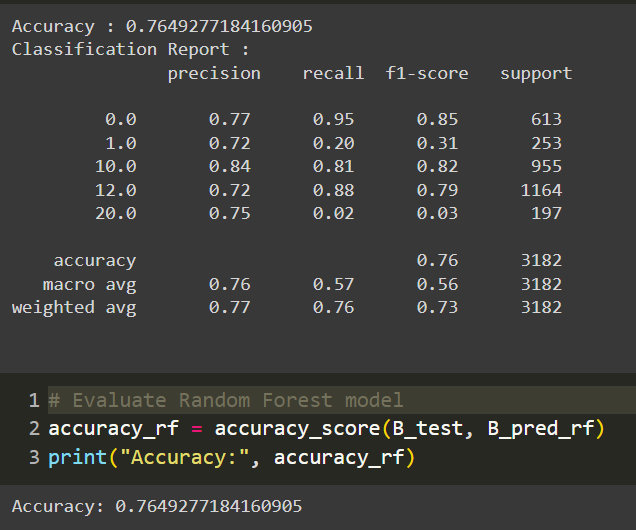 Accuracy : 0.7649277184160905
Classification Report :
precision recall f1-score support
0.0 0.77 0.95 0.85 613
1.0 0.72 0.20 0.31 253
10.0 0.84 0.81 0.82 955
12.0 0.72 0.88 0.79 1164
20.0 0.75 0.02 0.03 197
accuracy 0.76 3182
macro avg 0.76 0.57 0.56 3182
weighted avg 0.77 0.76 0.73 3182
1 # Evaluate Random Forest model
2 accuracy_rf = accuracy_score(B_test, B_pred_rf)
3 print("Accuracy:", accuracy_rf)
Accuracy: 0.7649277184160905